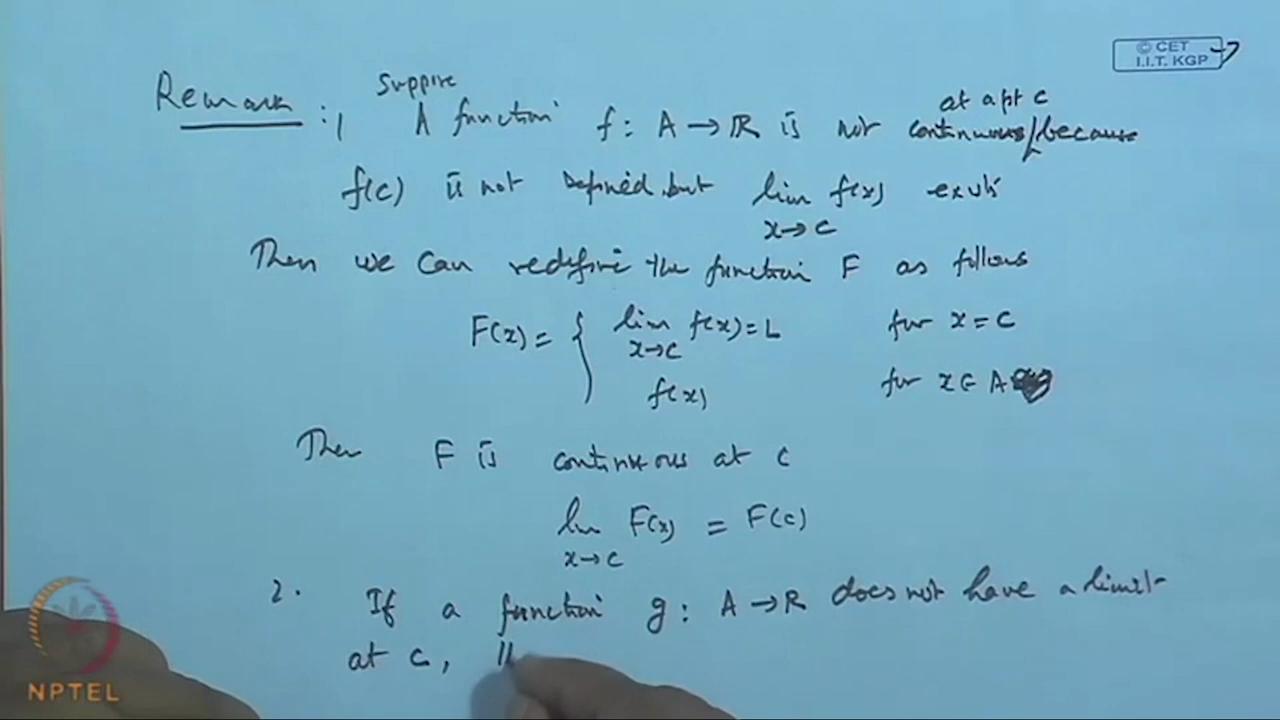 © CET
I.I.T. KGP
Remark : 1 Suppose A function f : A → R is not continuous at a pt c / because
f(c) is not defined but lim x→c f(x) exists
Then we can redefine the function F as follows
F(x) = { lim x→c f(x) = L for x = c
f(x) for x ∈ A
Then F is continuous at c
lim x→c F(x) = F(c)
2. If a function g : A → R does not have a limit
at c,
NPTEL